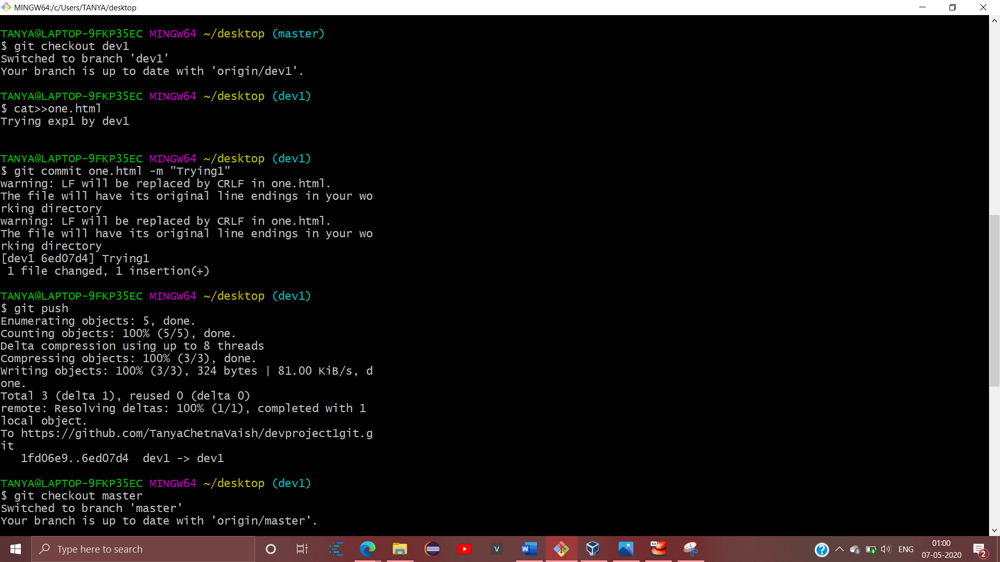 MINGW64:/c/Users/TANYA/desktop
TANYA@LAPTOP-9FKP35EC MINGW64 ~/desktop (master)
$ git checkout dev1
Switched to branch 'dev1'
Your branch is up to date with 'origin/dev1'.
TANYA@LAPTOP-9FKP35EC MINGW64 ~/desktop (dev1)
$ cat>>one.html
Trying exp1 by dev1
TANYA@LAPTOP-9FKP35EC MINGW64 ~/desktop (dev1)
$ git commit one.html -m "Trying1"
warning: LF will be replaced by CRLF in one.html.
The file will have its original line endings in your wo
rking directory
warning: LF will be replaced by CRLF in one.html.
The file will have its original line endings in your wo
rking directory
[dev1 6ed07d4] Trying1
1 file changed, 1 insertion(+)
TANYA@LAPTOP-9FKP35EC MINGW64 ~/desktop (dev1)
$ git push
Enumerating objects: 5, done.
Counting objects: 100% (5/5), done.
Delta compression using up to 8 threads
Compressing objects: 100% (3/3), done.
Writing objects: 100% (3/3), 324 bytes | 81.00 KiB/s, d
one.
Total 3 (delta 1), reused 0 (delta 0)
remote: Resolving deltas: 100% (1/1), completed with 1
local object.
To https://github.com/TanyaChetnaVaish/devproject1git.g
it
1fd06e9..6ed07d4  dev1 -> dev1
TANYA@LAPTOP-9FKP35EC MINGW64 ~/desktop (dev1)
$ git checkout master
Switched to branch 'master'
Your branch is up to date with 'origin/master'.
Type here to search
V
W
64
?
ENG
01:00
07-05-2020
2